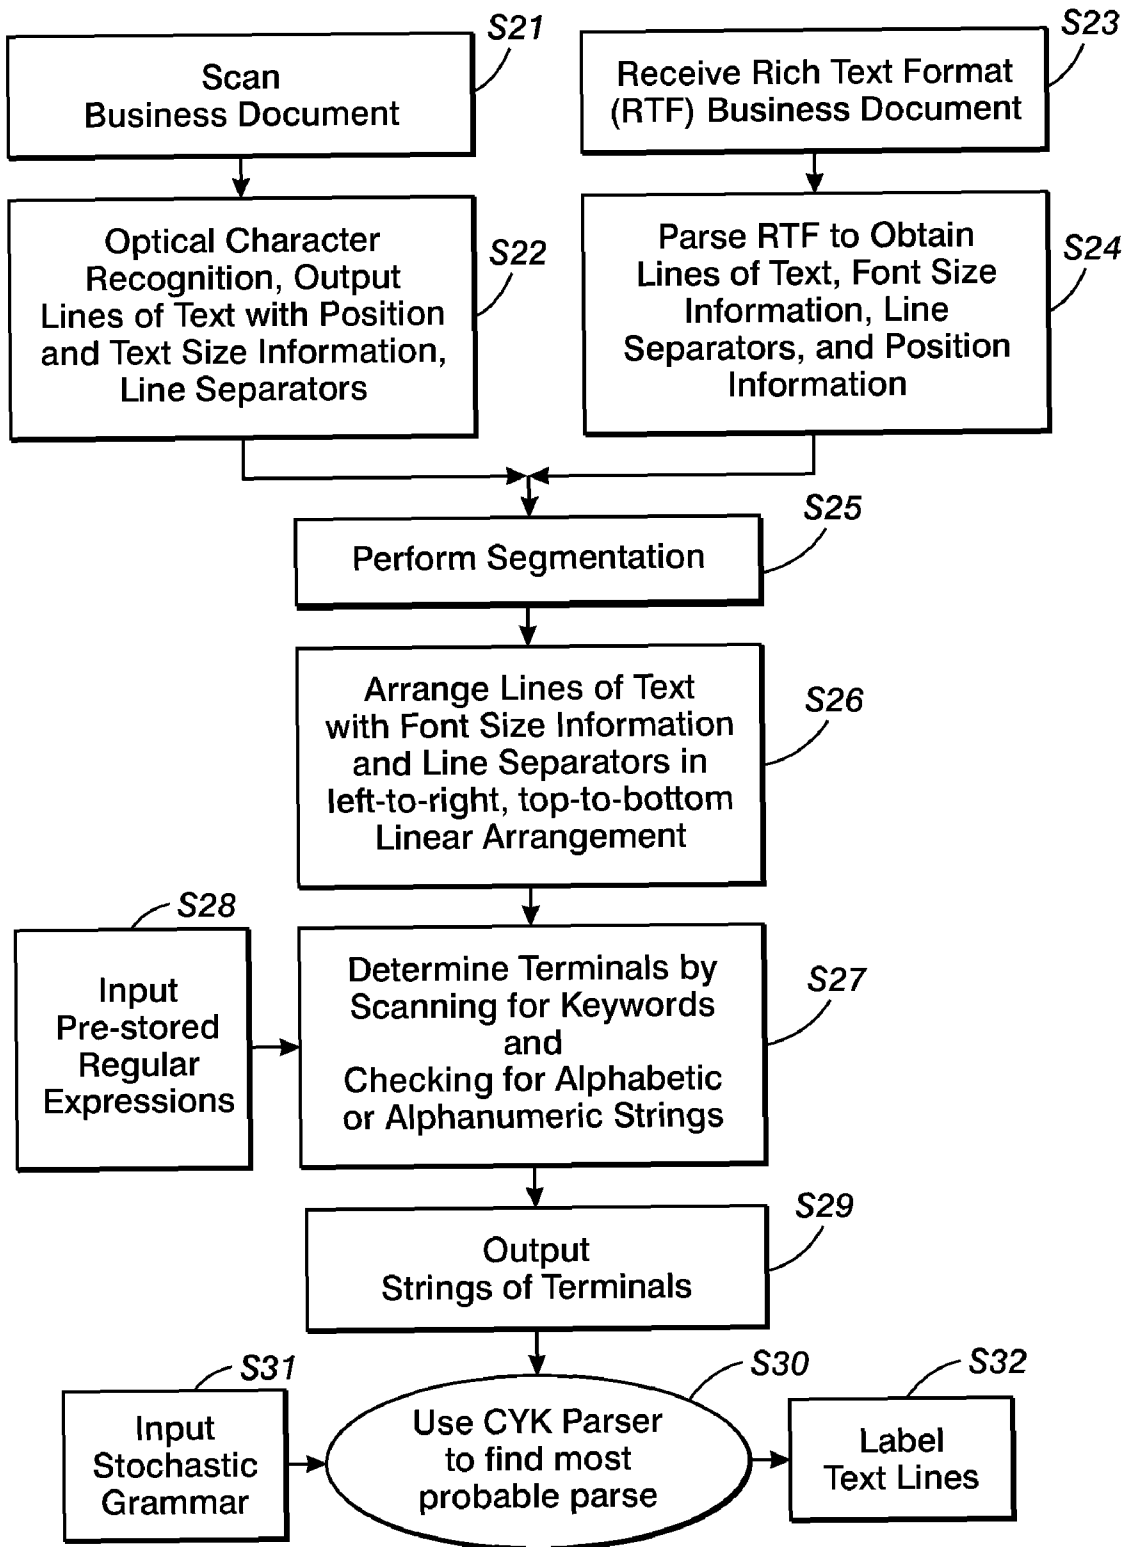 S21
Scan
Business Document
S23
Receive Rich Text Format
(RTF) Business Document
S22
Optical Character
Recognition, Output
Lines of Text with Position
and Text Size Information,
Line Separators
S24
Parse RTF to Obtain
Lines of Text, Font Size
Information, Line
Separators, and Position
Information
S25
Perform Segmentation
S26
Arrange Lines of Text
with Font Size Information
and Line Separators in
left-to-right, top-to-bottom
Linear Arrangement
S28
Input
Pre-stored
Regular
Expressions
S27
Determine Terminals by
Scanning for Keywords
and
Checking for Alphabetic
or Alphanumeric Strings
S29
Output
Strings of Terminals
S31
Input
Stochastic
Grammar
S30
Use CYK Parser
to find most
probable parse
S32
Label
Text Lines